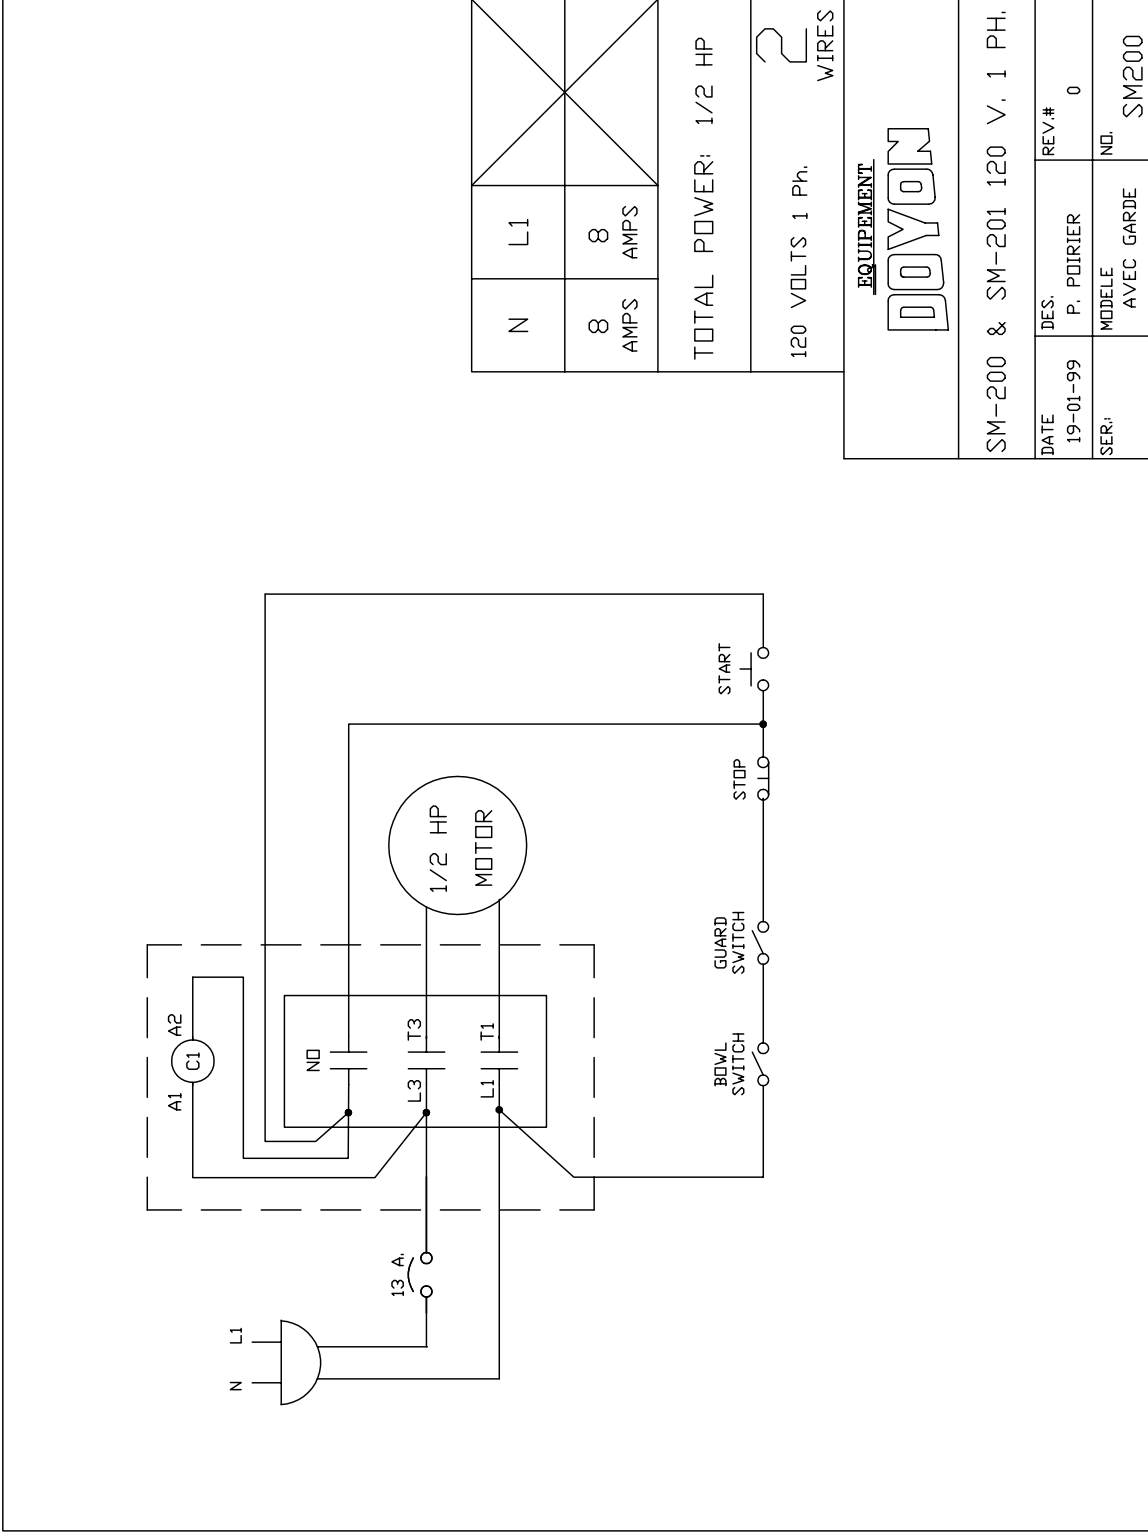 N
L1
13 A.
A1
A2
C1
NO
L3
T3
L1
T1
1/2 HP
MOTOR
BOWL
SWITCH
GUARD
SWITCH
STOP
START
N
L1
8
AMPS
8
AMPS
TOTAL POWER: 1/2 HP
120 VOLTS 1 Ph.
2
WIRES
EQUIPEMENT
DOYON
SM-200 & SM-201 120 V. 1 PH.
DATE
19-01-99
DES.
P. POIRIER
REV.#
0
SER.:
MODELE
AVEC GARDE
NO.
SM200